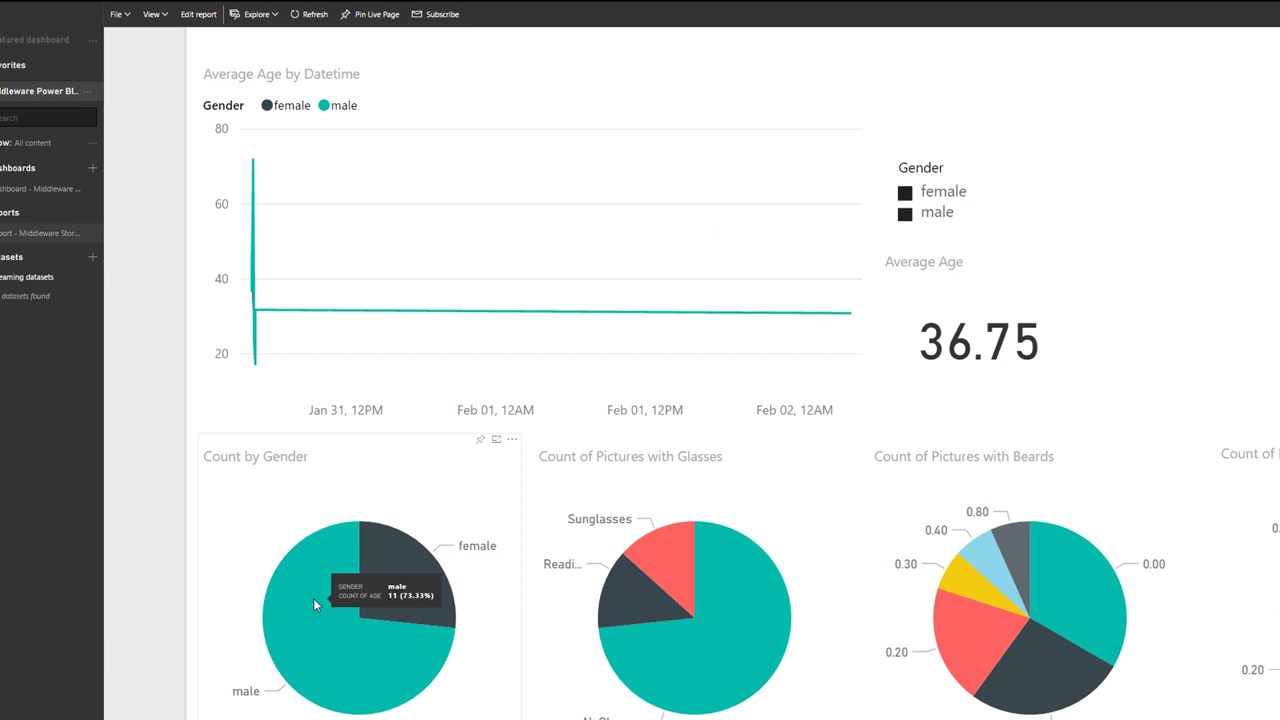 File View Edit report Explore Refresh Pin Live Page Subscribe
atured dashboard ...
vorites
ddleware Power BI... ...
earch
ow: All content ...
shboards +
shboard - Middleware ...
ports
port - Middleware Stor...
tasets +
eaming datasets
datasets found
Average Age by Datetime
Gender female male
80
60
40
20
Jan 31, 12PM Feb 01, 12AM Feb 01, 12PM Feb 02, 12AM
Gender
female
male
Average Age
36.75
Count by Gender
female
male
GENDER male
COUNT OF AGE 11 (73.33%)
Count of Pictures with Glasses
Sunglasses
Readi...
Count of Pictures with Beards
0.80
0.40
0.30
0.20
0.00
Count of
0.
0.20